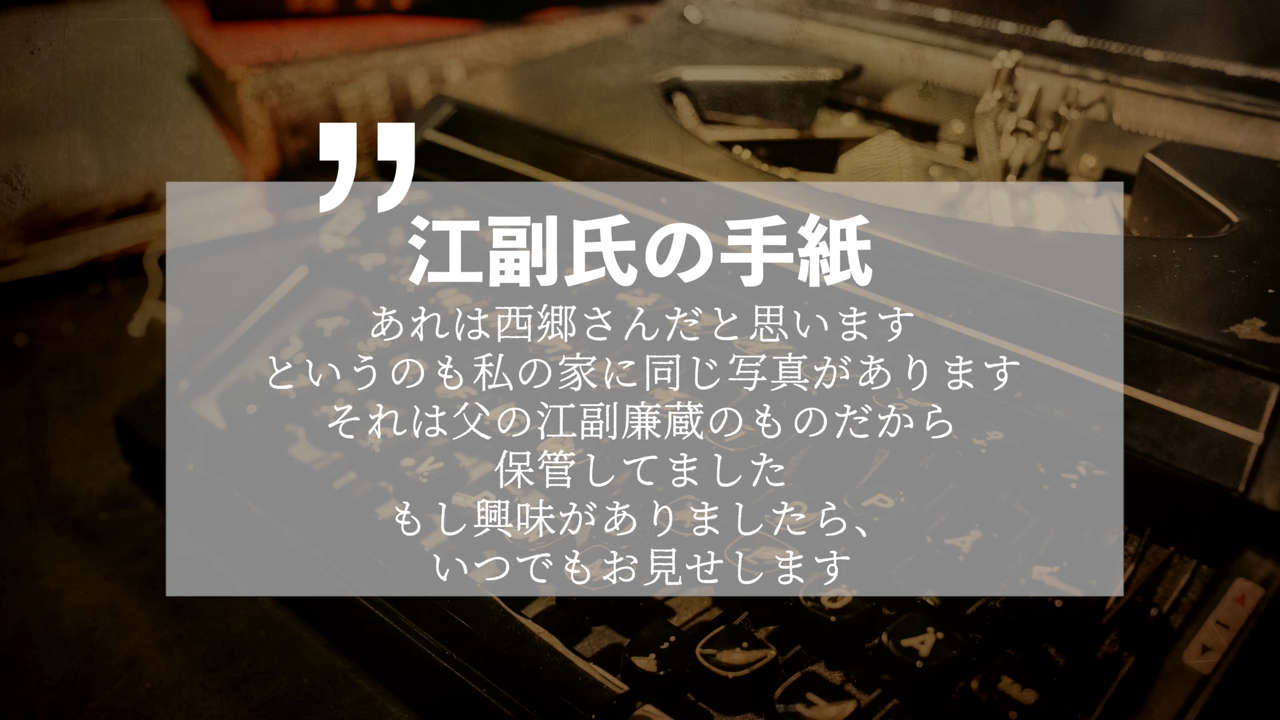 ”
江副氏の手紙
あれは西郷さんだと思います
というのも私の家に同じ写真があります
それは父の江副廉蔵のものだから
保管してました
もし興味がありましたら、
いつでもお見せします
P
Å
Å
TAB